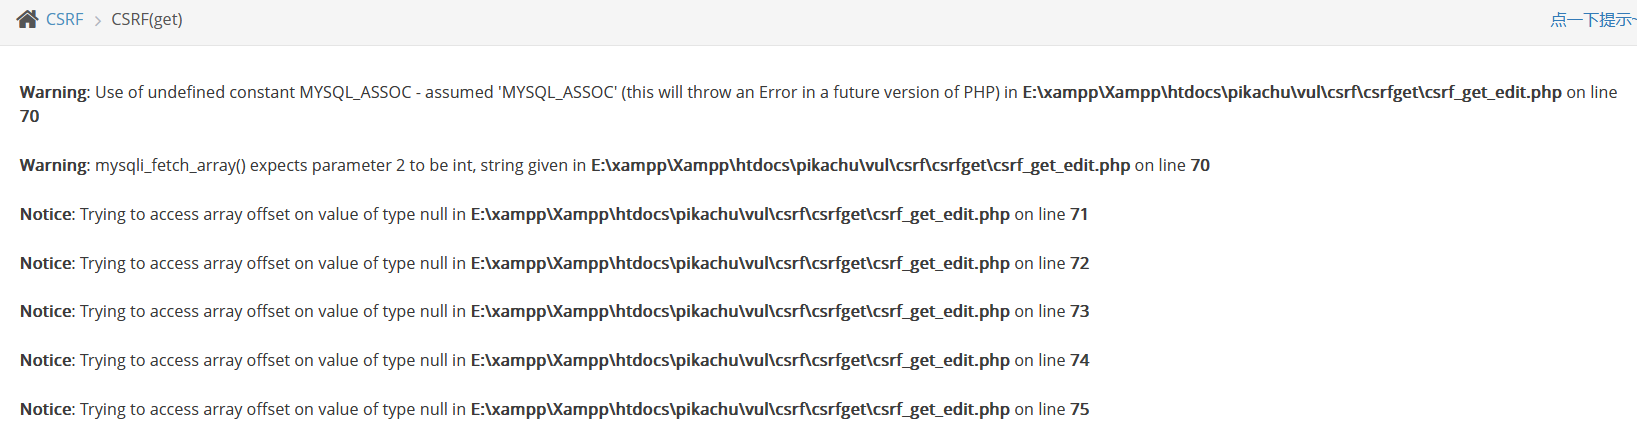 CSRF > CSRF(get)
点一下提示~
Warning: Use of undefined constant MYSQL_ASSOC - assumed 'MYSQL_ASSOC' (this will throw an Error in a future version of PHP) in E:\xampp\Xampp\htdocs\pikachu\vul\csrf\csrfget\csrf_get_edit.php on line
70
Warning: mysqli_fetch_array() expects parameter 2 to be int, string given in E:\xampp\Xampp\htdocs\pikachu\vul\csrf\csrfget\csrf_get_edit.php on line 70
Notice: Trying to access array offset on value of type null in E:\xampp\Xampp\htdocs\pikachu\vul\csrf\csrfget\csrf_get_edit.php on line 71
Notice: Trying to access array offset on value of type null in E:\xampp\Xampp\htdocs\pikachu\vul\csrf\csrfget\csrf_get_edit.php on line 72
Notice: Trying to access array offset on value of type null in E:\xampp\Xampp\htdocs\pikachu\vul\csrf\csrfget\csrf_get_edit.php on line 73
Notice: Trying to access array offset on value of type null in E:\xampp\Xampp\htdocs\pikachu\vul\csrf\csrfget\csrf_get_edit.php on line 74
Notice: Trying to access array offset on value of type null in E:\xampp\Xampp\htdocs\pikachu\vul\csrf\csrfget\csrf_get_edit.php on line 75